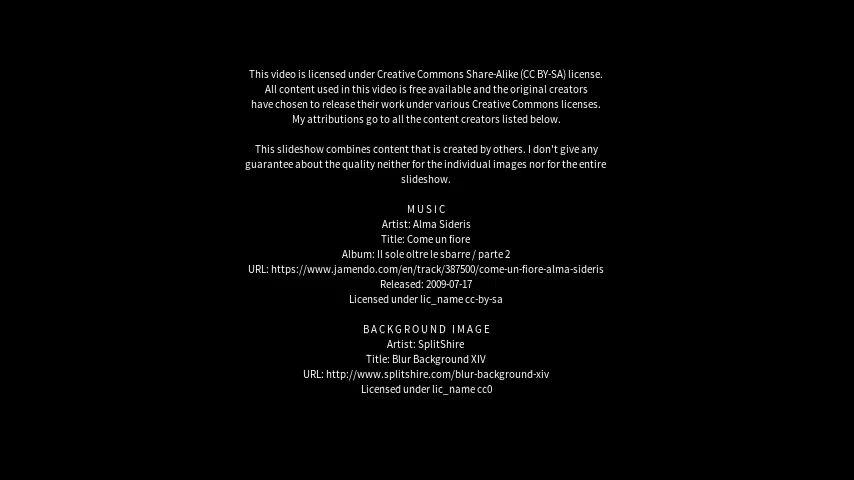 This video is licensed under Creative Commons Share-Alike (CC BY-SA) license.
All content used in this video is free available and the original creators
have chosen to release their work under various Creative Commons licenses.
My attributions go to all the content creators listed below.
This slideshow combines content that is created by others. I don't give any
guarantee about the quality neither for the individual images nor for the entire
slideshow.
MUSIC
Artist: Alma Sideris
Title: Come un fiore
Album: Il sole oltre le sbarre / parte 2
URL: https://www.jamendo.com/en/track/387500/come-un-fiore-alma-sideris
Released: 2009-07-17
Licensed under lic_name cc-by-sa
BACKGROUND IMAGE
Artist: SplitShire
Title: Blur Background XIV
URL: http://www.splitshire.com/blur-background-xiv
Licensed under lic_name cc0